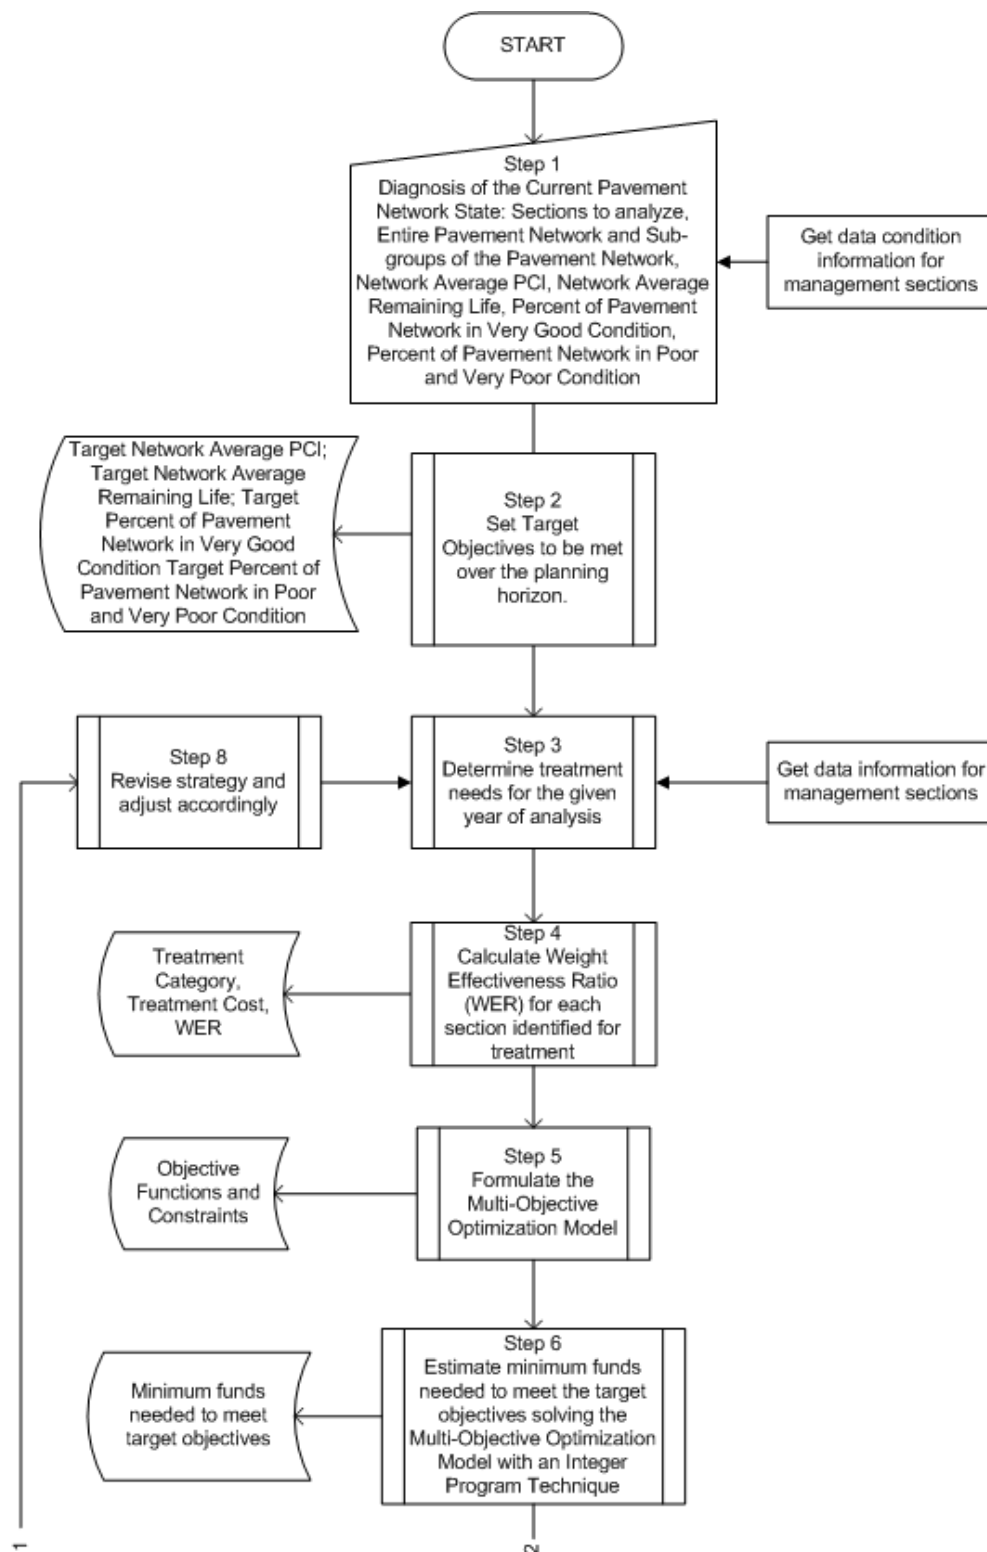 START
Step 1
Diagnosis of the Current Pavement
Network State: Sections to analyze,
Entire Pavement Network and Sub-
groups of the Pavement Network,
Network Average PCI, Network Average
Remaining Life, Percent of Pavement
Network in Very Good Condition,
Percent of Pavement Network in Poor
and Very Poor Condition
Get data condition
information for
management sections
Target Network Average PCI;
Target Network Average
Remaining Life; Target
Percent of Pavement
Network in Very Good
Condition Target Percent of
Pavement Network in Poor
and Very Poor Condition
Step 2
Set Target
Objectives to be met
over the planning
horizon.
Step 8
Revise strategy and
adjust accordingly
Step 3
Determine treatment
needs for the given
year of analysis
Get data information for
management sections
Treatment
Category,
Treatment Cost,
WER
Step 4
Calculate Weight
Effectiveness Ratio
(WER) for each
section identified for
treatment
Objective
Functions and
Constraints
Step 5
Formulate the
Multi-Objective
Optimization Model
Minimum funds
needed to meet
target objectives
Step 6
Estimate minimum funds
needed to meet the target
objectives solving the
Multi-Objective Optimization
Model with an Integer
Program Technique
1
2